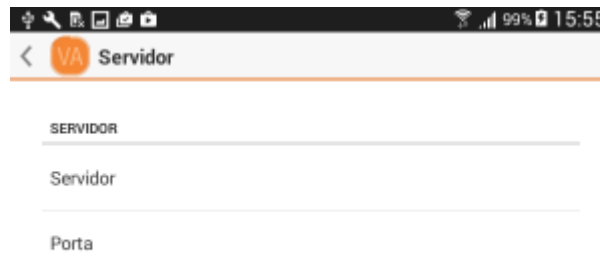 99% 15:55
VA Servidor
SERVIDOR
Servidor
Porta